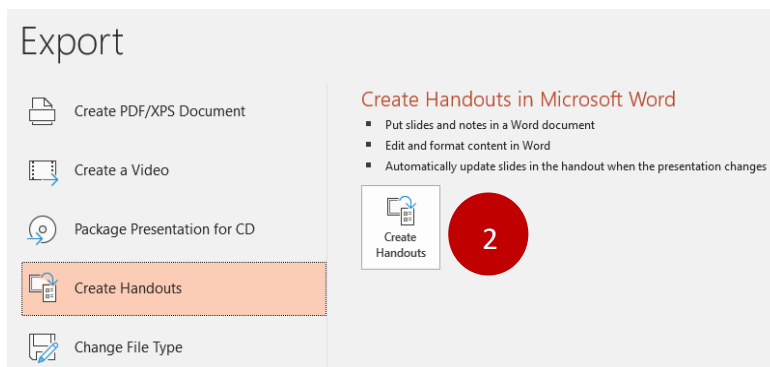 Export
Create PDF/XPS Document
Create a Video
Package Presentation for CD
Create Handouts
Change File Type
Create Handouts in Microsoft Word
▪ Put slides and notes in a Word document
▪ Edit and format content in Word
▪ Automatically update slides in the handout when the presentation changes
Create
Handouts
2